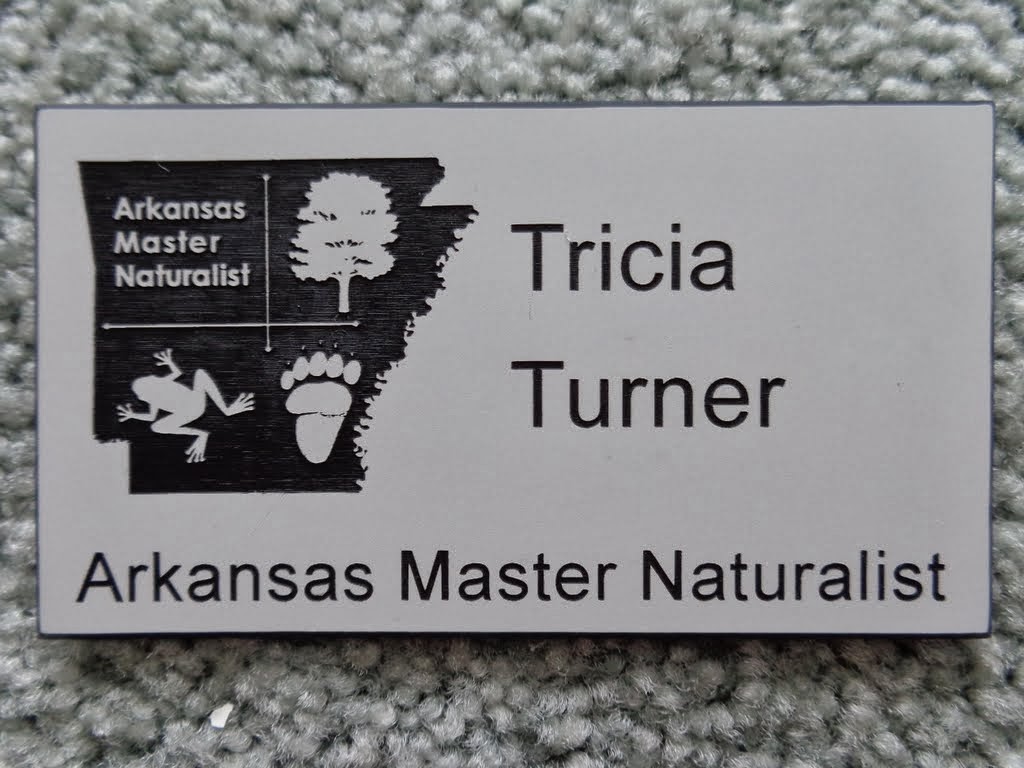 Arkansas
Master
Naturalist
Tricia
Turner
Arkansas Master Naturalist